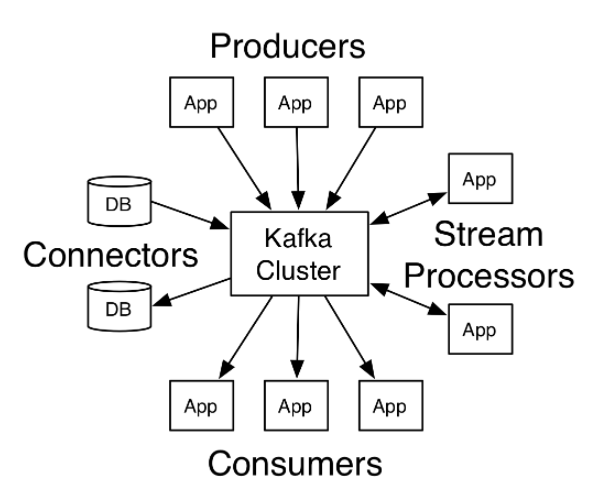 Producers
App
App
App
DB
App
Kafka
Cluster
Connectors
Stream
Processors
DB
App
App
App
App
Consumers